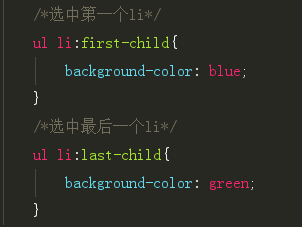 /*选中第一个li*/
ul li:first-child{
    background-color: blue;
}
/*选中最后一个li*/
ul li:last-child{
    background-color: green;
}